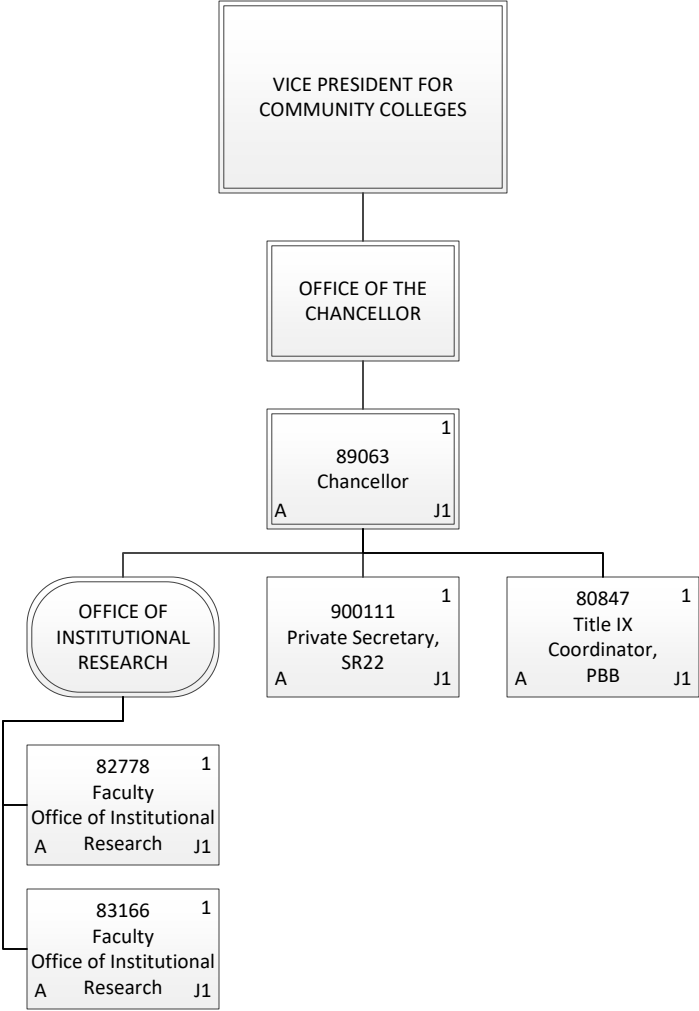 VICE PRESIDENT FOR
COMMUNITY COLLEGES
OFFICE OF THE
CHANCELLOR
1
89063
Chancellor
A J1
OFFICE OF
INSTITUTIONAL
RESEARCH
900111 1
Private Secretary,
SR22
A J1
80847 1
Title IX
Coordinator,
A PBB J1
82778 1
Faculty
Office of Institutional
A Research J1
83166 1
Faculty
Office of Institutional
A Research J1